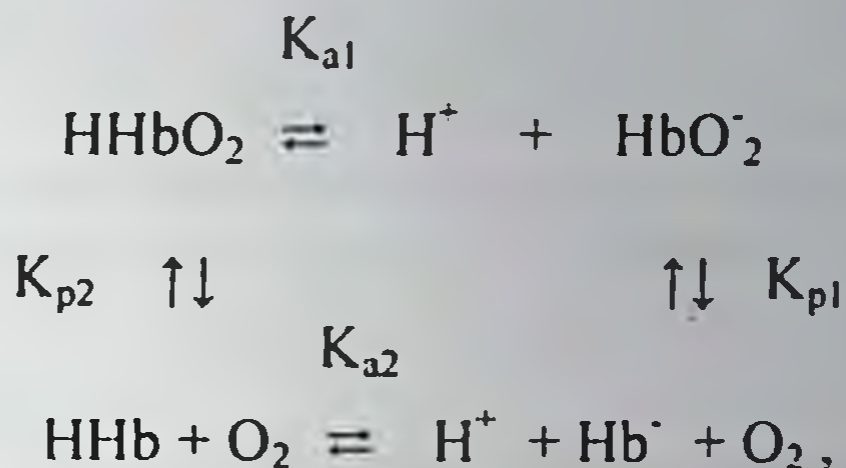 Ka1
HHbO2 ⇌ H+ + HbO-2
Kp2 ↑↓ ↑↓ Kp1
Ka2
HHb + O2 ⇌ H+ + Hb- + O2 ,